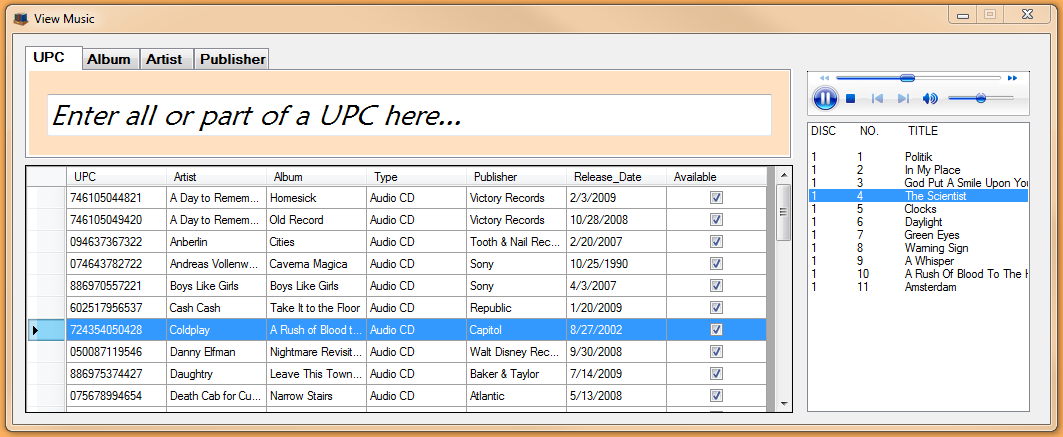 View Music
UPC Album Artist Publisher
Enter all or part of a UPC here...
UPC Artist Album Type Publisher Release_Date Available
746105044821 A Day to Remem... Homesick Audio CD Victory Records 2/3/2009
746105049420 A Day to Remem... Old Record Audio CD Victory Records 10/28/2008
094637367322 Anberlin Cities Audio CD Tooth & Nail Rec... 2/20/2007
074643782722 Andreas Vollenw... Caverna Magica Audio CD Sony 10/25/1990
886970557221 Boys Like Girls Boys Like Girls Audio CD Sony 4/3/2007
602517956537 Cash Cash Take It to the Floor Audio CD Republic 1/20/2009
724354050428 Coldplay A Rush of Blood t... Audio CD Capitol 8/27/2002
050087119546 Danny Elfman Nightmare Revisit... Audio CD Walt Disney Rec... 9/30/2008
886975374427 Daughtry Leave This Town... Audio CD Baker & Taylor 7/14/2009
075678994654 Death Cab for Cu... Narrow Stairs Audio CD Atlantic 5/13/2008
DISC NO. TITLE
1 1 Politik
1 2 In My Place
1 3 God Put A Smile Upon You
1 4 The Scientist
1 5 Clocks
1 6 Daylight
1 7 Green Eyes
1 8 Warning Sign
1 9 A Whisper
1 10 A Rush Of Blood To The H
1 11 Amsterdam